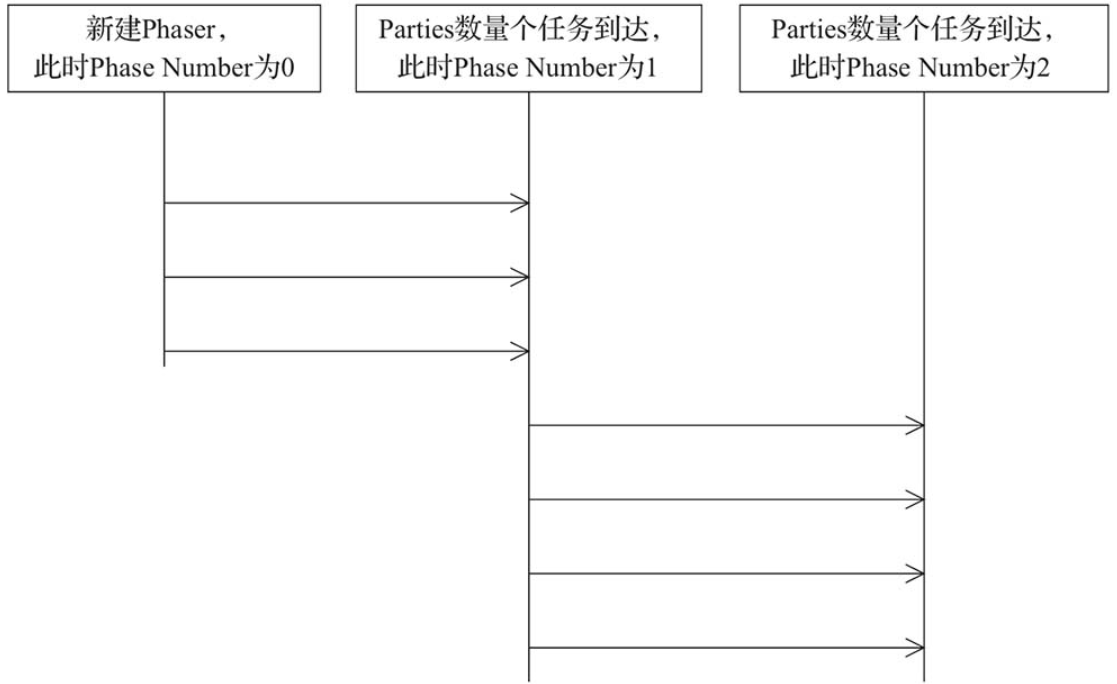 新建Phaser，
此时Phase Number为0
Parties数量个任务到达，
此时Phase Number为1
Parties数量个任务到达，
此时Phase Number为2